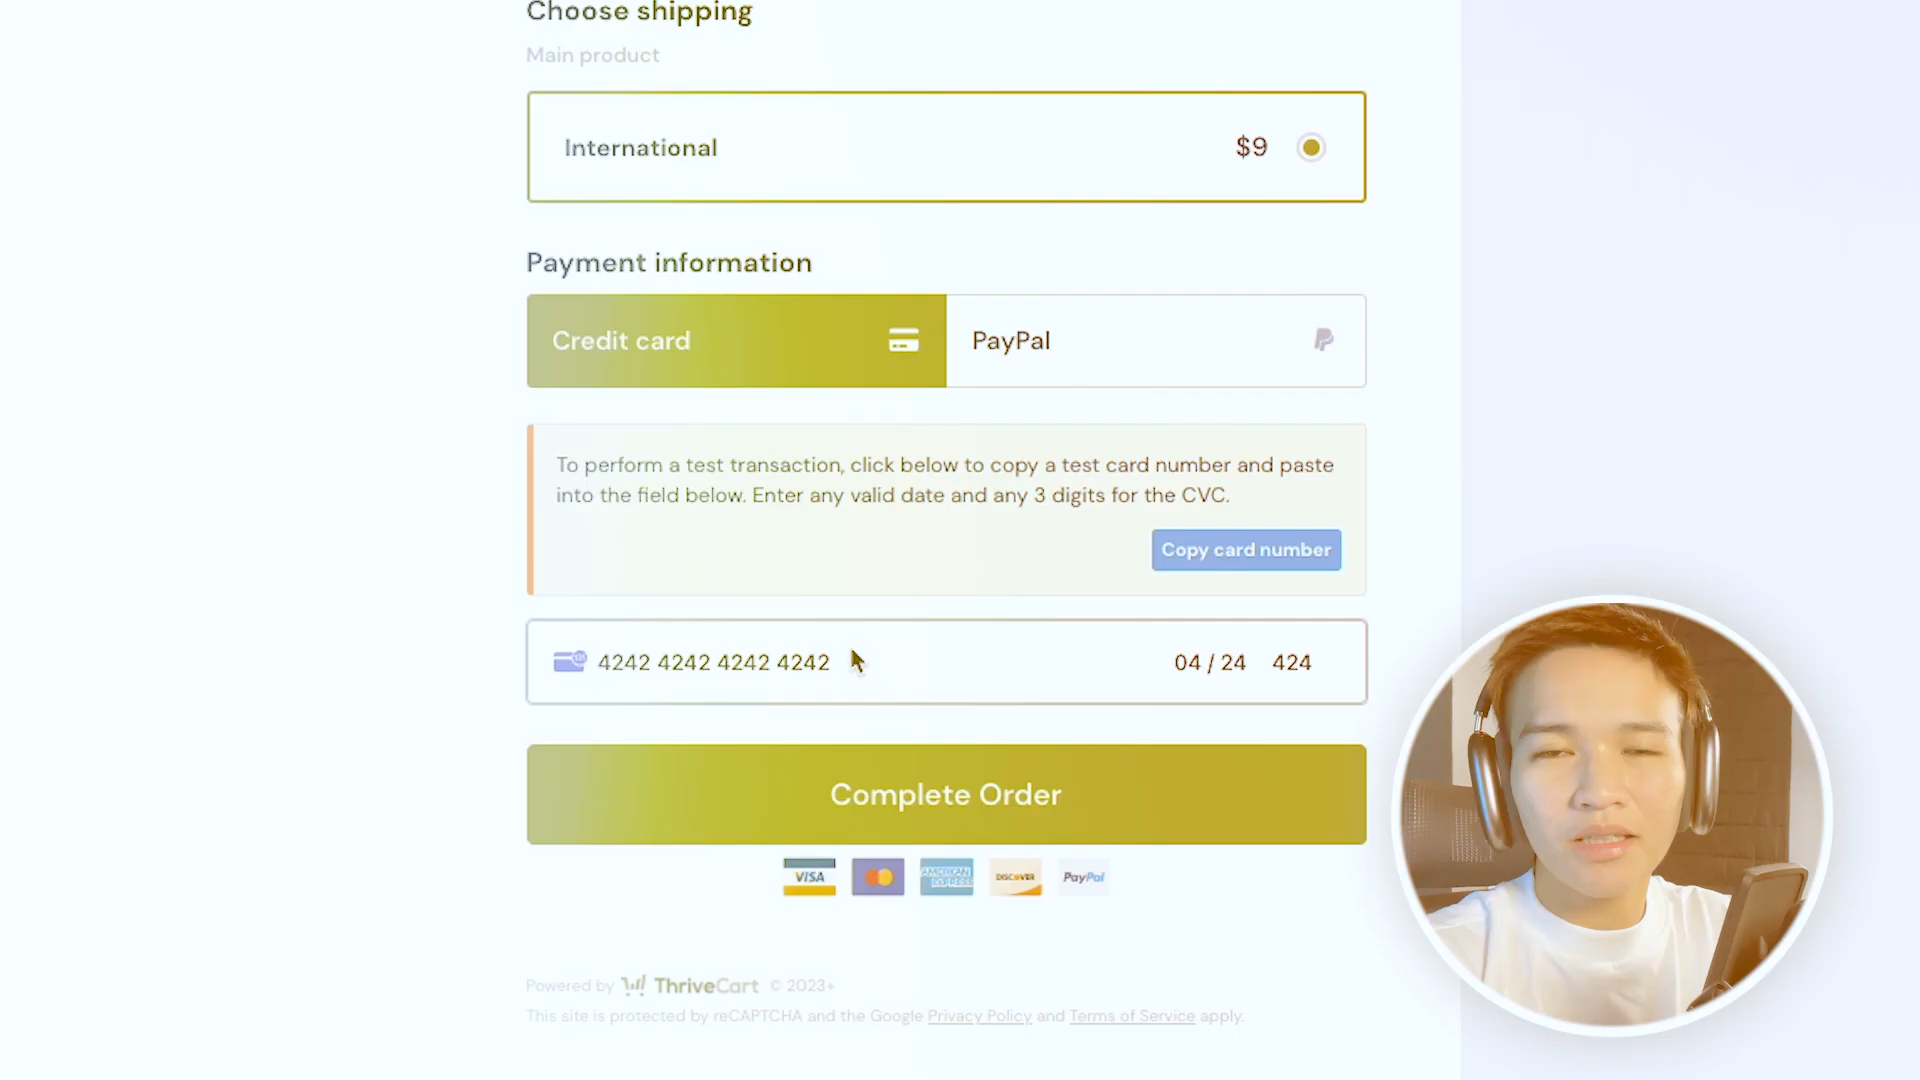 Choose shipping
Main product
International $9
Payment information
Credit card PayPal
To perform a test transaction, click below to copy a test card number and paste
into the field below. Enter any valid date and any 3 digits for the CVC.
Copy card number
4242 4242 4242 4242 04 / 24 424
Complete Order
VISA AMERICAN EXPRESS DISCOVER PayPal
Powered by ThriveCart © 2023+
This site is protected by reCAPTCHA and the Google Privacy Policy and Terms of Service apply.